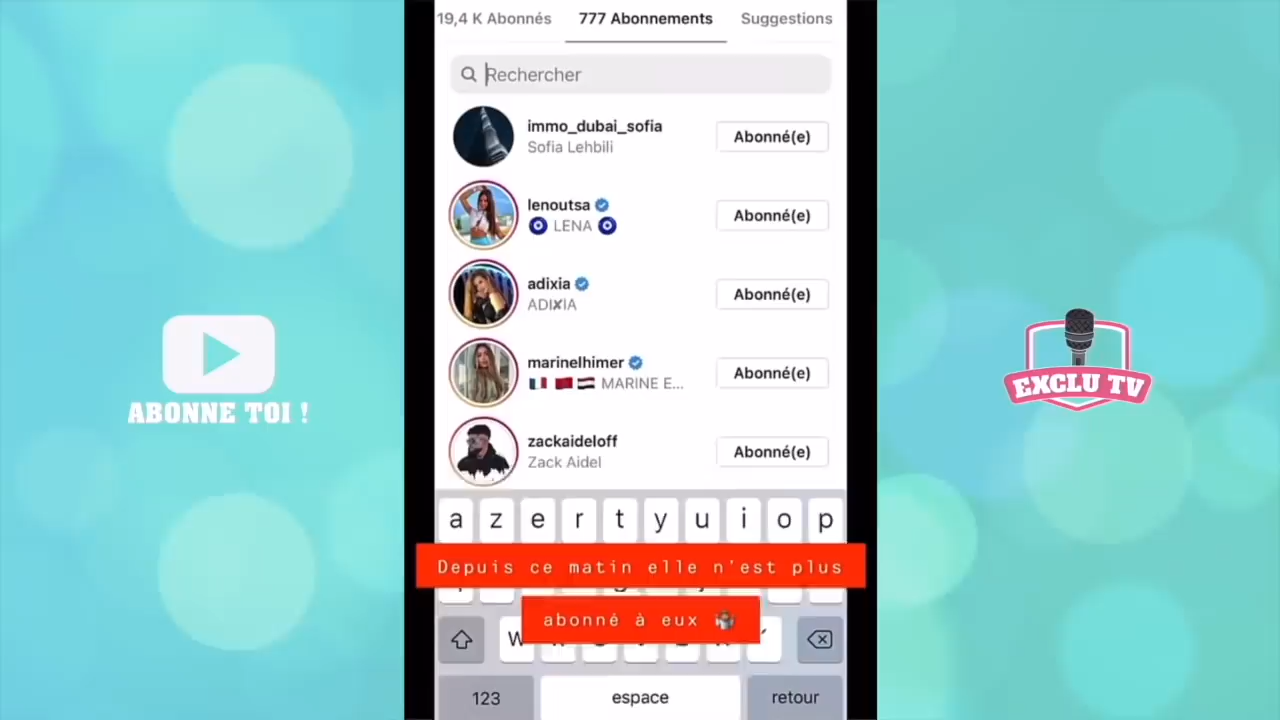 19,4 K Abonnés 777 Abonnements Suggestions
Rechercher
immo_dubai_sofia
Sofia Lehbili
Abonné(e)
lenoutsa
🧿 LENA 🧿
Abonné(e)
adixia
ADI✘IA
Abonné(e)
marinelhimer
🇫🇷 🇲🇦 🇪🇬 MARINE E...
Abonné(e)
zackaideloff
Zack Aidel
Abonné(e)
a z e r t y u i o p
Depuis ce matin elle n'est plus
abonné à eux 🤷🏽‍♀️
123 espace retour
ABONNE TOI !
EXCLU TV